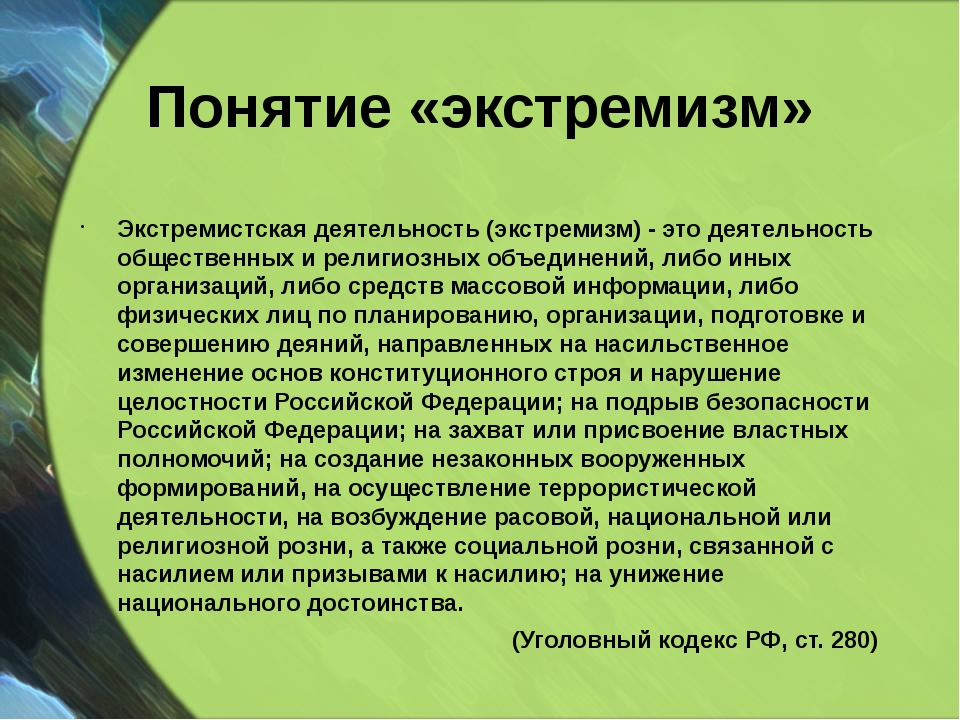 Понятие «экстремизм»
Экстремистская деятельность (экстремизм) - это деятельность
общественных и религиозных объединений, либо иных
организаций, либо средств массовой информации, либо
физических лиц по планированию, организации, подготовке и
совершению деяний, направленных на насильственное
изменение основ конституционного строя и нарушение
целостности Российской Федерации; на подрыв безопасности
Российской Федерации; на захват или присвоение властных
полномочий; на создание незаконных вооруженных
формирований, на осуществление террористической
деятельности, на возбуждение расовой, национальной или
религиозной розни, а также социальной розни, связанной с
насилием или призывами к насилию; на унижение
национального достоинства.
(Уголовный кодекс РФ, ст. 280)